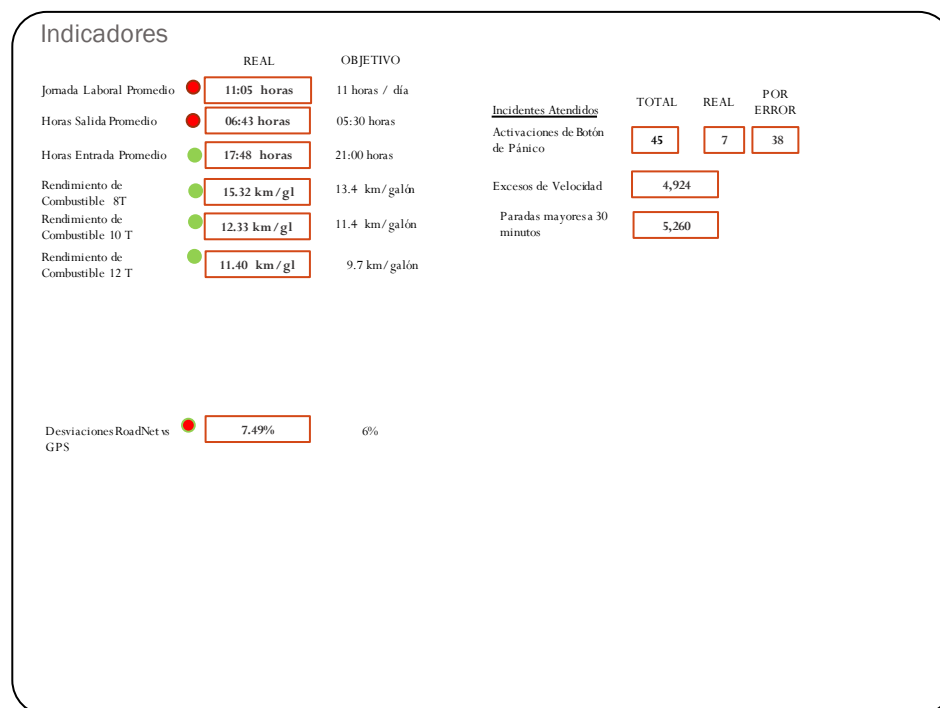 Indicadores
REAL OBJETIVO
Jornada Laboral Promedio 11:05 horas 11 horas / día
Horas Salida Promedio 06:43 horas 05:30 horas
Horas Entrada Promedio 17:48 horas 21:00 horas
Rendimiento de
Combustible 8T 15.32 km/gl 13.4 km/galón
Rendimiento de
Combustible 10 T 12.33 km/gl 11.4 km/galón
Rendimiento de
Combustible 12 T 11.40 km/gl 9.7 km/galón
Desviaciones RoadNet vs
GPS 7.49% 6%
Incidentes Atendidos TOTAL REAL POR
ERROR
Activaciones de Botón
de Pánico 45 7 38
Excesos de Velocidad 4,924
Paradas mayores a 30
minutos 5,260